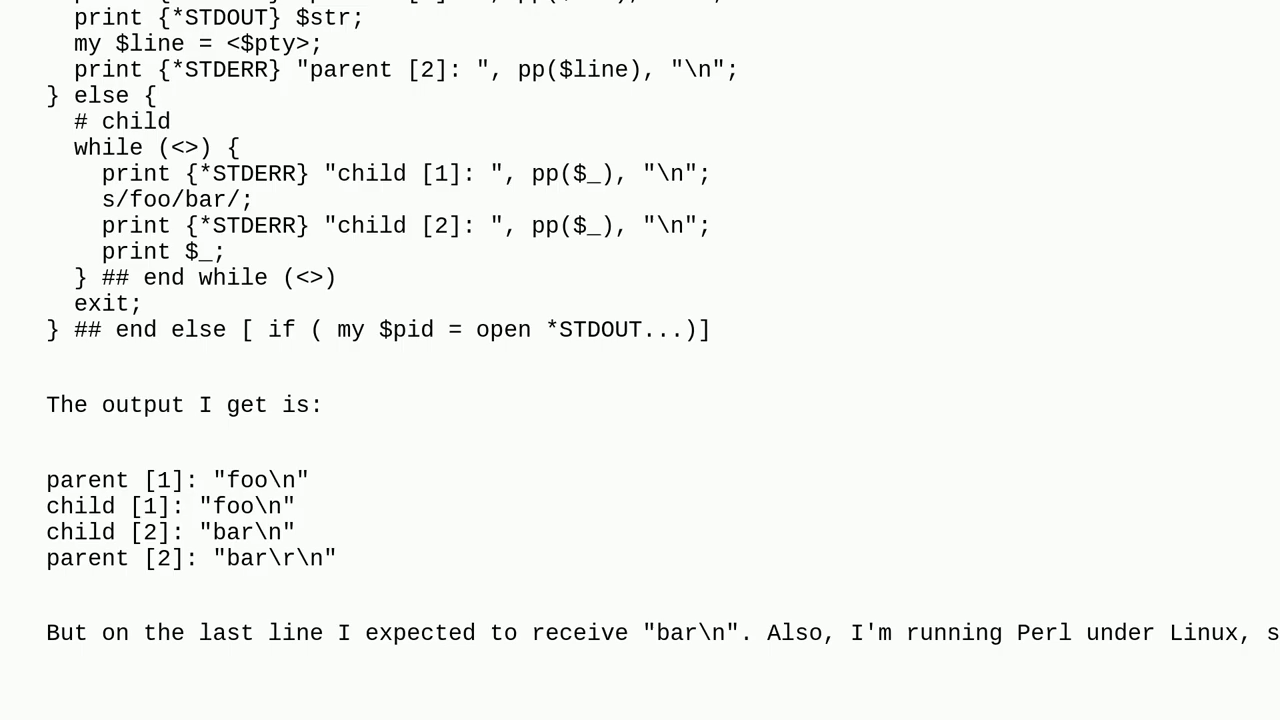 print {*STDOUT} $str;
my $line = <$pty>;
print {*STDERR} "parent [2]: ", pp($line), "\n";
} else {
# child
while (<>) {
print {*STDERR} "child [1]: ", pp($_), "\n";
s/foo/bar/;
print {*STDERR} "child [2]: ", pp($_), "\n";
print $_;
} ## end while (<>)
exit;
} ## end else [ if ( my $pid = open *STDOUT...)]
The output I get is:
parent [1]: "foo\n"
child [1]: "foo\n"
child [2]: "bar\n"
parent [2]: "bar\r\n"
But on the last line I expected to receive "bar\n". Also, I'm running Perl under Linux, s